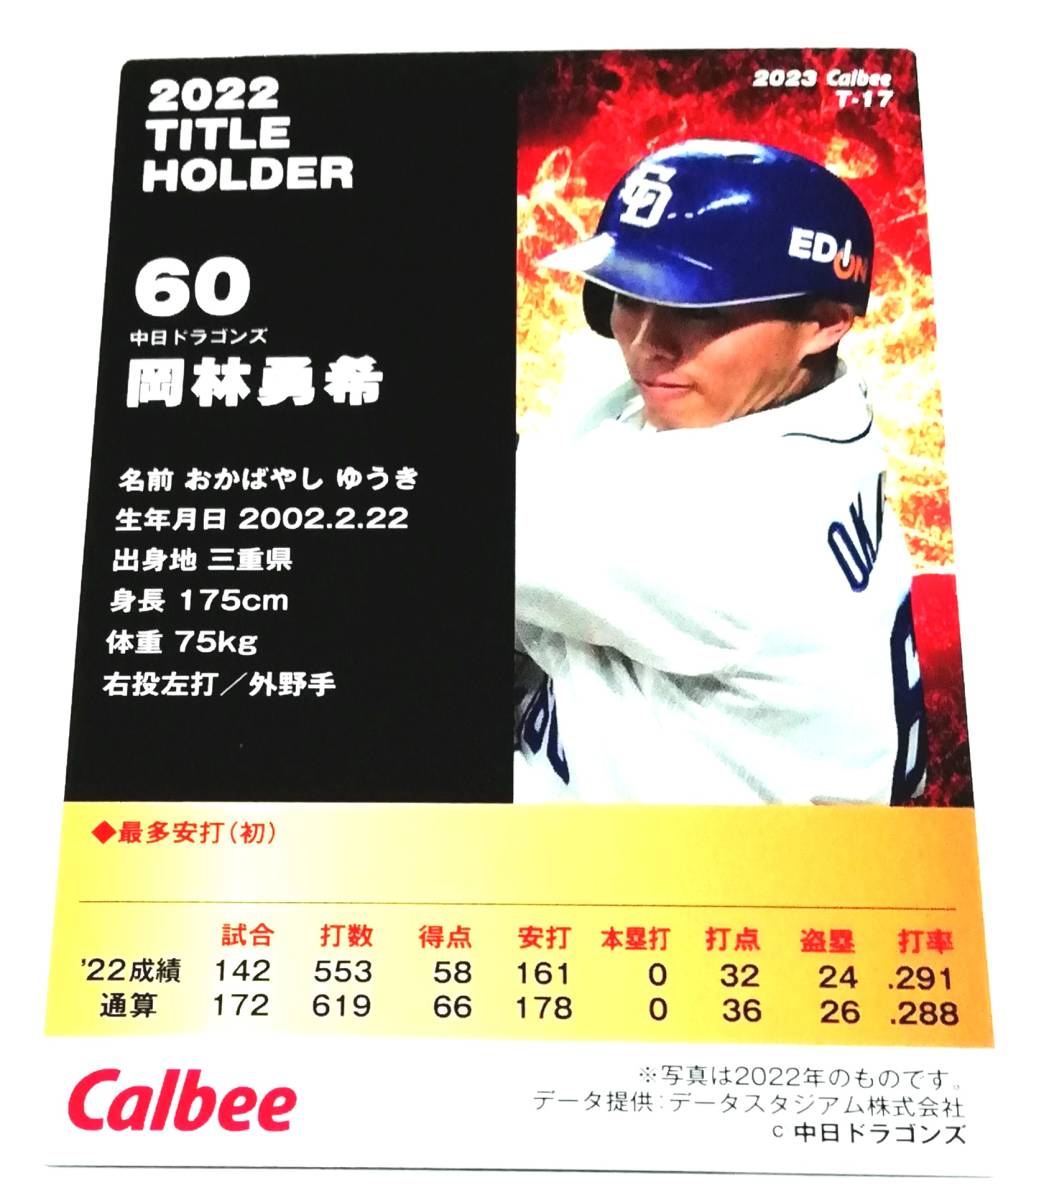 2022
TITLE
HOLDER
2023 Calbee
T-17
60
中日ドラゴンズ
岡林勇希
名前 おかばやし ゆうき
生年月日 2002.2.22
出身地 三重県
身長 175cm
体重 75kg
右投左打／外野手
CD
EDION
OKA
◆最多安打(初)
試合 打数 得点 安打 本塁打 打点 盗塁 打率
'22成績 142 553 58 161 0 32 24 .291
通算 172 619 66 178 0 36 26 .288
Calbee
※写真は2022年のものです。
データ提供:データスタジアム株式会社
c 中日ドラゴンズ